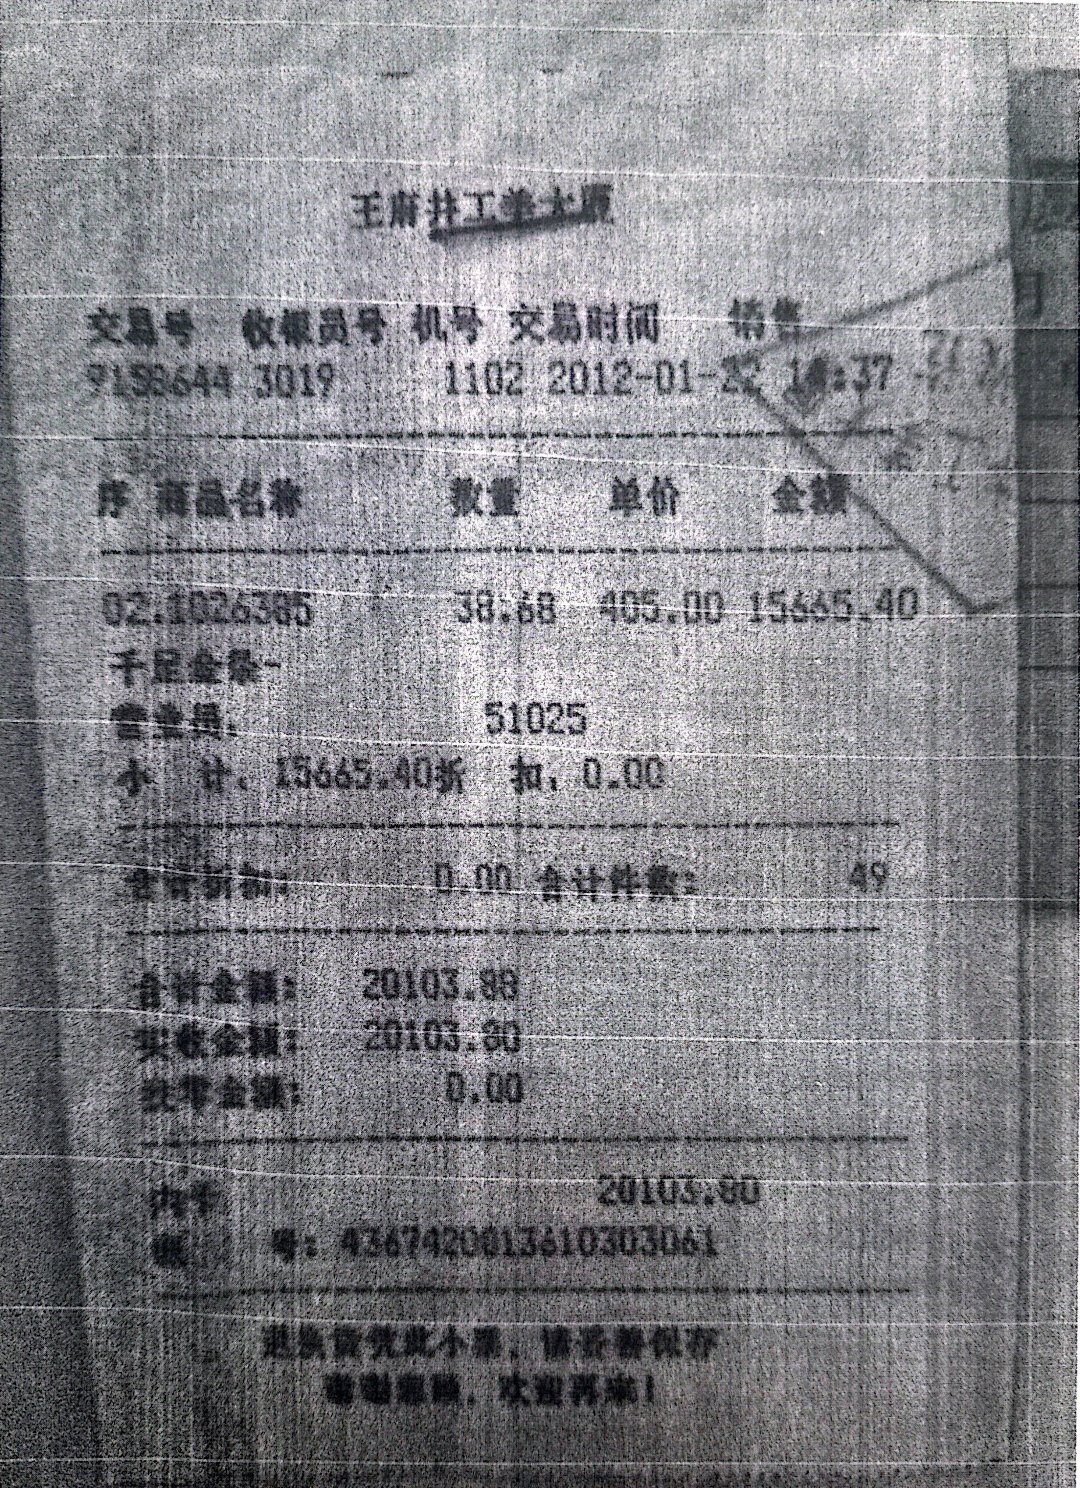 王府井工美大厦
交易号 收银员号 机号 交易时间 销售
9158644 3019 1102 2012-01-22 18:37
序 商品名称 数量 单价 金额
02.1026365 38.68 405.00 15665.40
千足金条-
营业员: 51025
小 计: 15665.40折 扣: 0.00
合计折扣: 0.00 合计件数: 49
合计金额: 20103.80
实收金额: 20103.80
找零金额: 0.00
内卡 20103.80
账 号: 4367420013610303061
退换货凭此小票, 请妥善保存
谢谢惠顾, 欢迎再来!